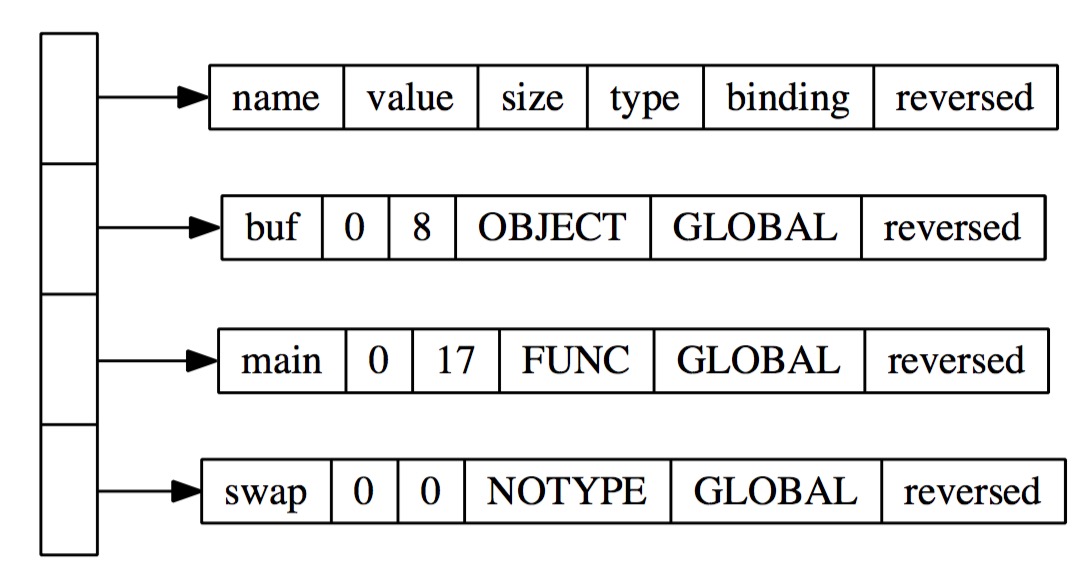 name value size type binding reversed
buf 0 8 OBJECT GLOBAL reversed
main 0 17 FUNC GLOBAL reversed
swap 0 0 NOTYPE GLOBAL reversed